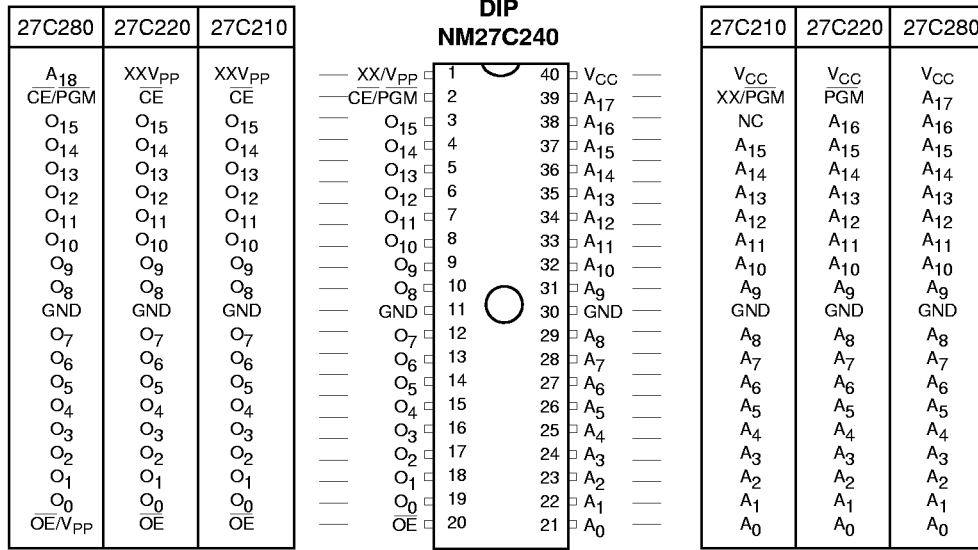 DIP
27C280 27C220 27C210 NM27C240 27C210 27C220 27C280
A18 XXVPP XXVPP XX/VPP 1 40 VCC VCC VCC VCC
CE/PGM CE CE CE/PGM 2 39 A17 XX/PGM PGM A17
O15 O15 O15 O15 3 38 A16 NC A16 A16
O14 O14 O14 O14 4 37 A15 A15 A15 A15
O13 O13 O13 O13 5 36 A14 A14 A14 A14
O12 O12 O12 O12 6 35 A13 A13 A13 A13
O11 O11 O11 O11 7 34 A12 A12 A12 A12
O10 O10 O10 O10 8 33 A11 A11 A11 A11
O9 O9 O9 O9 9 32 A10 A10 A10 A10
O8 O8 O8 O8 10 31 A9 A9 A9 A9
GND GND GND GND 11 30 GND GND GND GND
O7 O7 O7 O7 12 29 A8 A8 A8 A8
O6 O6 O6 O6 13 28 A7 A7 A7 A7
O5 O5 O5 O5 14 27 A6 A6 A6 A6
O4 O4 O4 O4 15 26 A5 A5 A5 A5
O3 O3 O3 O3 16 25 A4 A4 A4 A4
O2 O2 O2 O2 17 24 A3 A3 A3 A3
O1 O1 O1 O1 18 23 A2 A2 A2 A2
O0 O0 O0 O0 19 22 A1 A1 A1 A1
OE/VPP OE OE OE 20 21 A0 A0 A0 A0